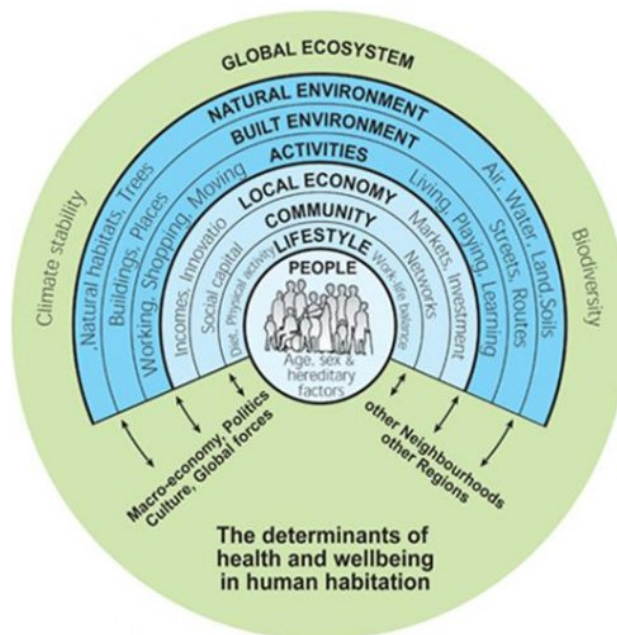 GLOBAL ECOSYSTEM
NATURAL ENVIRONMENT
BUILT ENVIRONMENT
ACTIVITIES
LOCAL ECONOMY
COMMUNITY
LIFESTYLE
PEOPLE
Age, sex &
hereditary
factors
Climate stability
Biodiversity
.Natural habitats, Trees
Air, Water, Land.Soils
Buildings, Places
Streets, Routes
Working, Shopping, Moving
Living, Playing, Learning
Incomes, Innovatio
Markets, Investment
Social capital
Networks
Diet, Physical activity
Work-life balance
Macro-economy, Politics
Culture, Global forces
other Neighbourhoods
other Regions
The determinants of
health and wellbeing
in human habitation